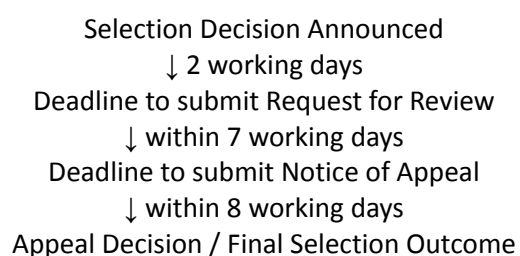 Selection Decision Announced
↓ 2 working days
Deadline to submit Request for Review
↓ within 7 working days
Deadline to submit Notice of Appeal
↓ within 8 working days
Appeal Decision / Final Selection Outcome